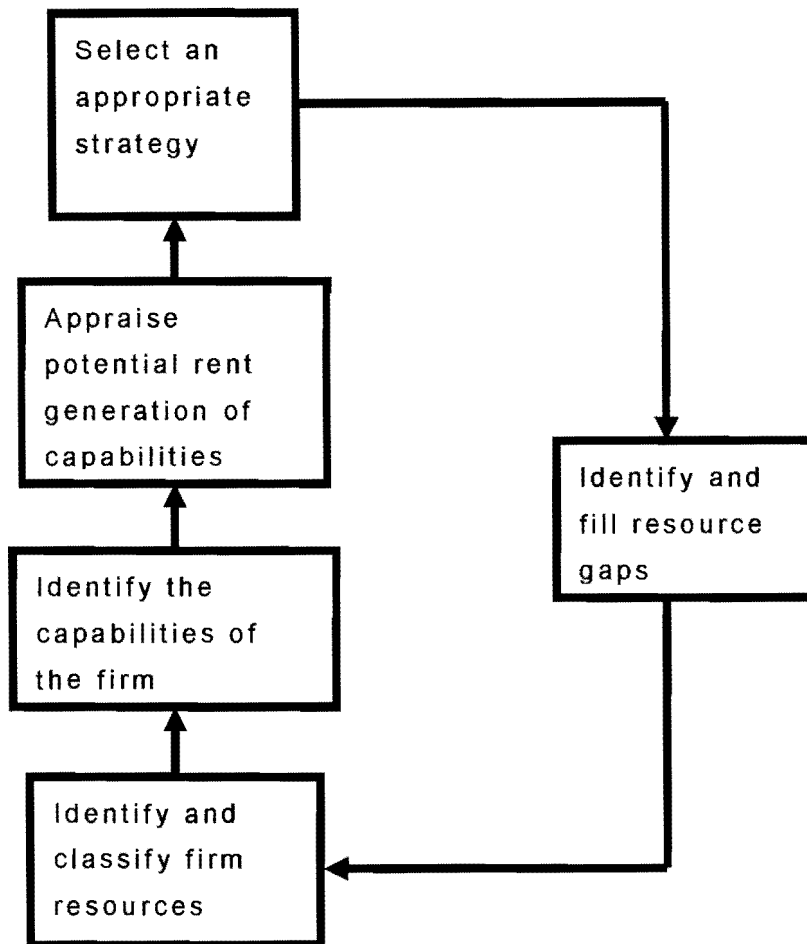 Select an
appropriate
strategy
Appraise
potential rent
generation of
capabilities
Identify and
fill resource
gaps
Identify the
capabilities of
the firm
Identify and
classify firm
resources